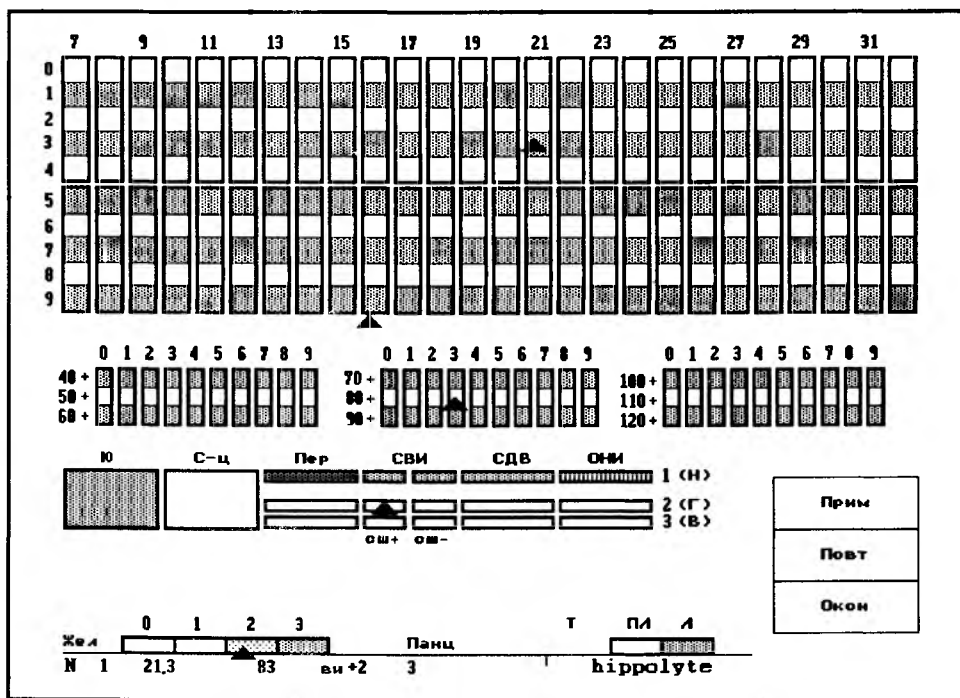 7 9 11 13 15 17 19 21 23 25 27 29 31
0
1
2
3
4
5
6
7
8
9
0 1 2 3 4 5 6 7 8 9 0 1 2 3 4 5 6 7 8 9 0 1 2 3 4 5 6 7 8 9
40 + 70 + 100 +
50 + 80 + 110 +
60 + 90 + 120 +
Ю С-ц Пер СВИ СДВ ОНИ
1 (Н)
2 (Г)
3 (В)
сш+ сш-
Прим
Повт
Окон
0 1 2 3 Т ПЛ Л
Жел Панц
N 1 21,3 83 ви +2 3 hippolyte